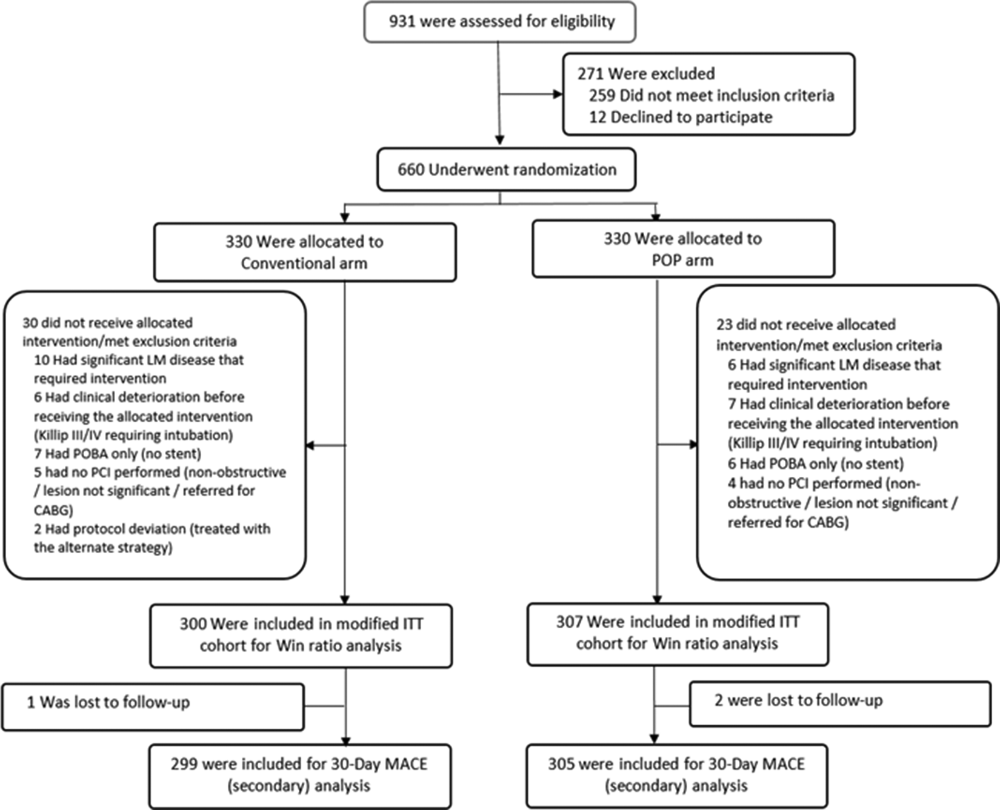 931 were assessed for eligibility
271 Were excluded
259 Did not meet inclusion criteria
12 Declined to participate
660 Underwent randomization
330 Were allocated to
Conventional arm
330 Were allocated to
POP arm
30 did not receive allocated
intervention/met exclusion criteria
10 Had significant LM disease that
required intervention
6 Had clinical deterioration before
receiving the allocated intervention
(Killip III/IV requiring intubation)
7 Had POBA only (no stent)
5 had no PCI performed (non-obstructive
/ lesion not significant / referred for
CABG)
2 Had protocol deviation (treated with
the alternate strategy)
23 did not receive allocated
intervention/met exclusion criteria
6 Had significant LM disease that
required intervention
7 Had clinical deterioration before
receiving the allocated intervention
(Killip III/IV requiring intubation)
6 Had POBA only (no stent)
4 had no PCI performed (non-
obstructive / lesion not significant /
referred for CABG)
300 Were included in modified ITT
cohort for Win ratio analysis
307 Were included in modified ITT
cohort for Win ratio analysis
1 Was lost to follow-up
2 were lost to follow-up
299 were included for 30-Day MACE
(secondary) analysis
305 were included for 30-Day MACE
(secondary) analysis